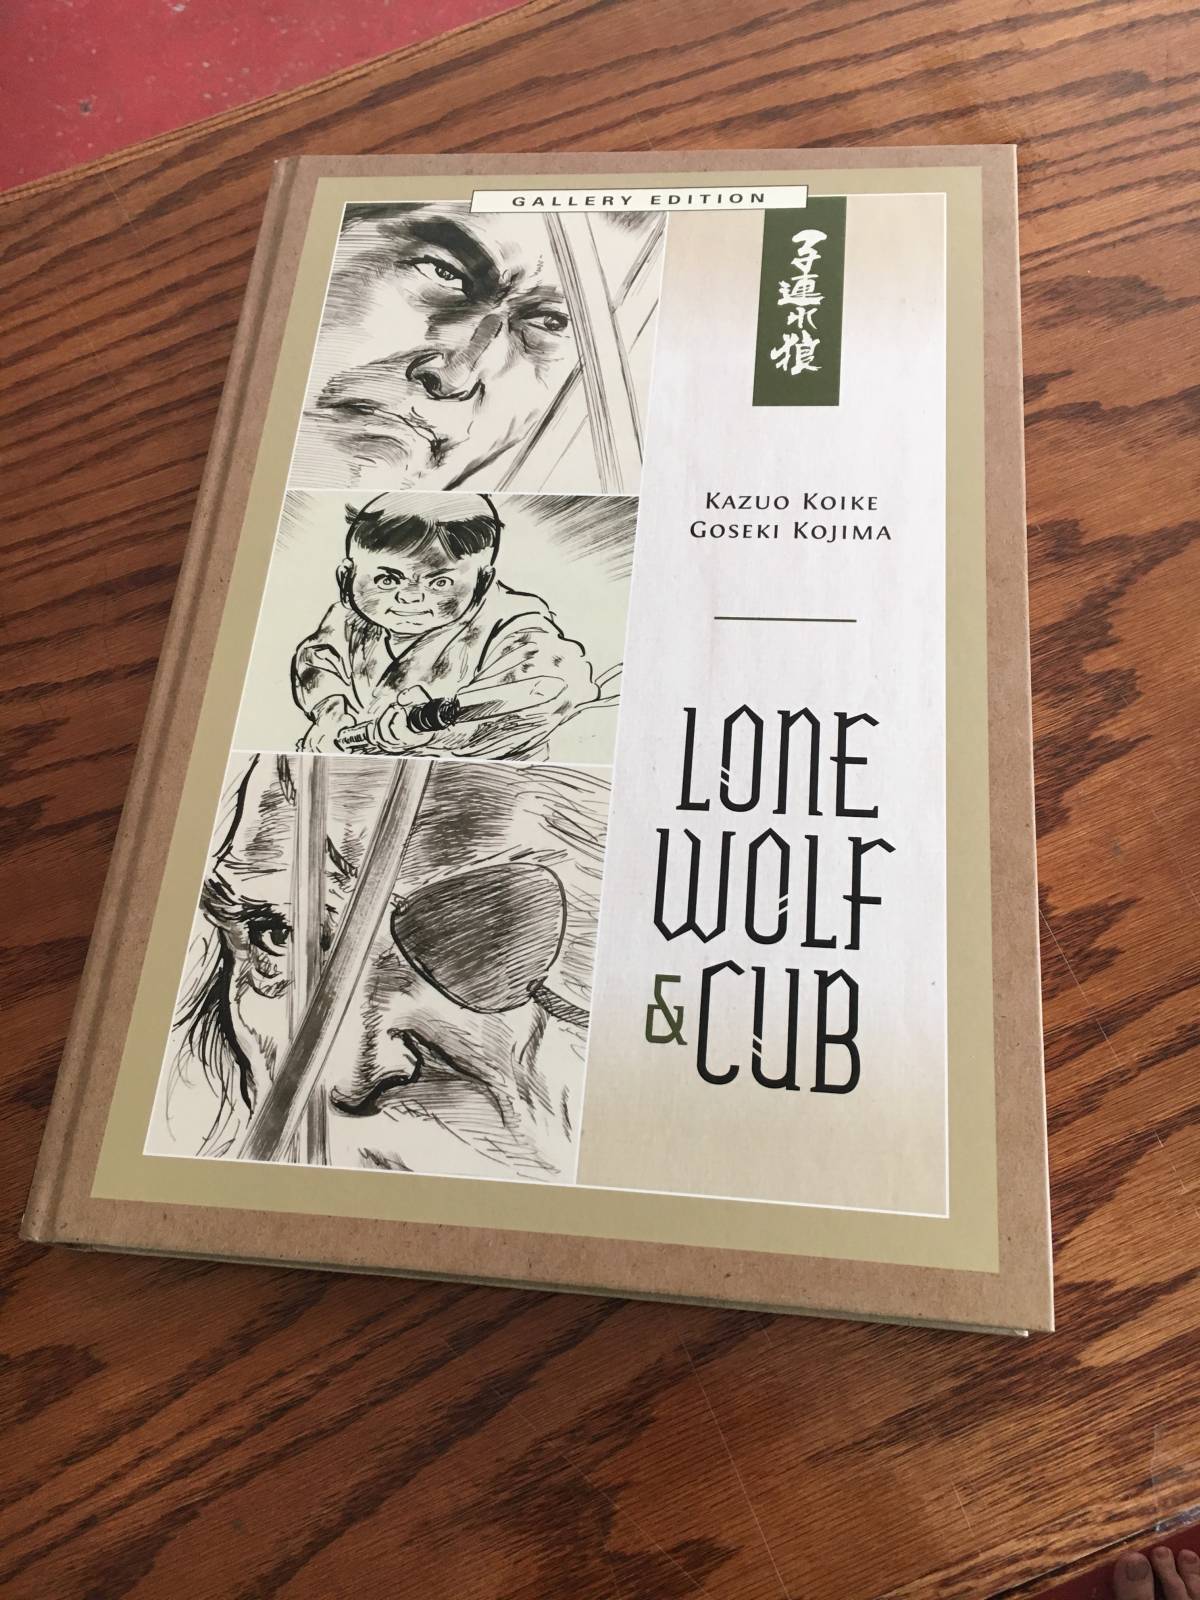 GALLERY EDITION
子連れ狼
KAZUO KOIKE
GOSEKI KOJIMA
LONE
WOLF
& CUB